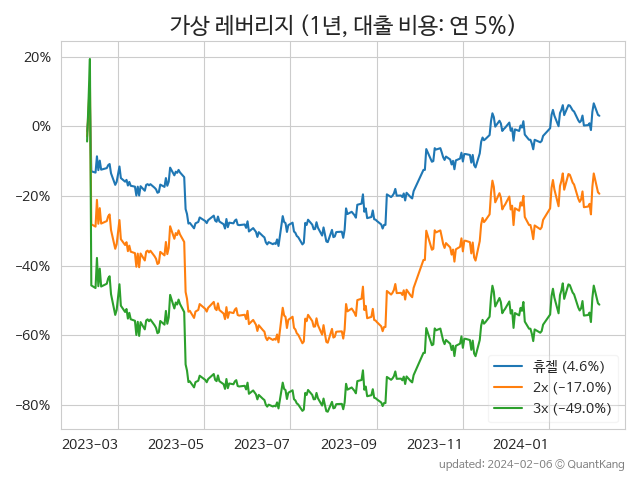 가상 레버리지 (1년, 대출 비용: 연 5%)
20%
0%
−20%
−40%
−60%
−80%
휴젤 (4.6%)
2x (−17.0%)
3x (−49.0%)
2023-03 2023-05 2023-07 2023-09 2023-11 2024-01
updated: 2024-02-06 © QuantKang